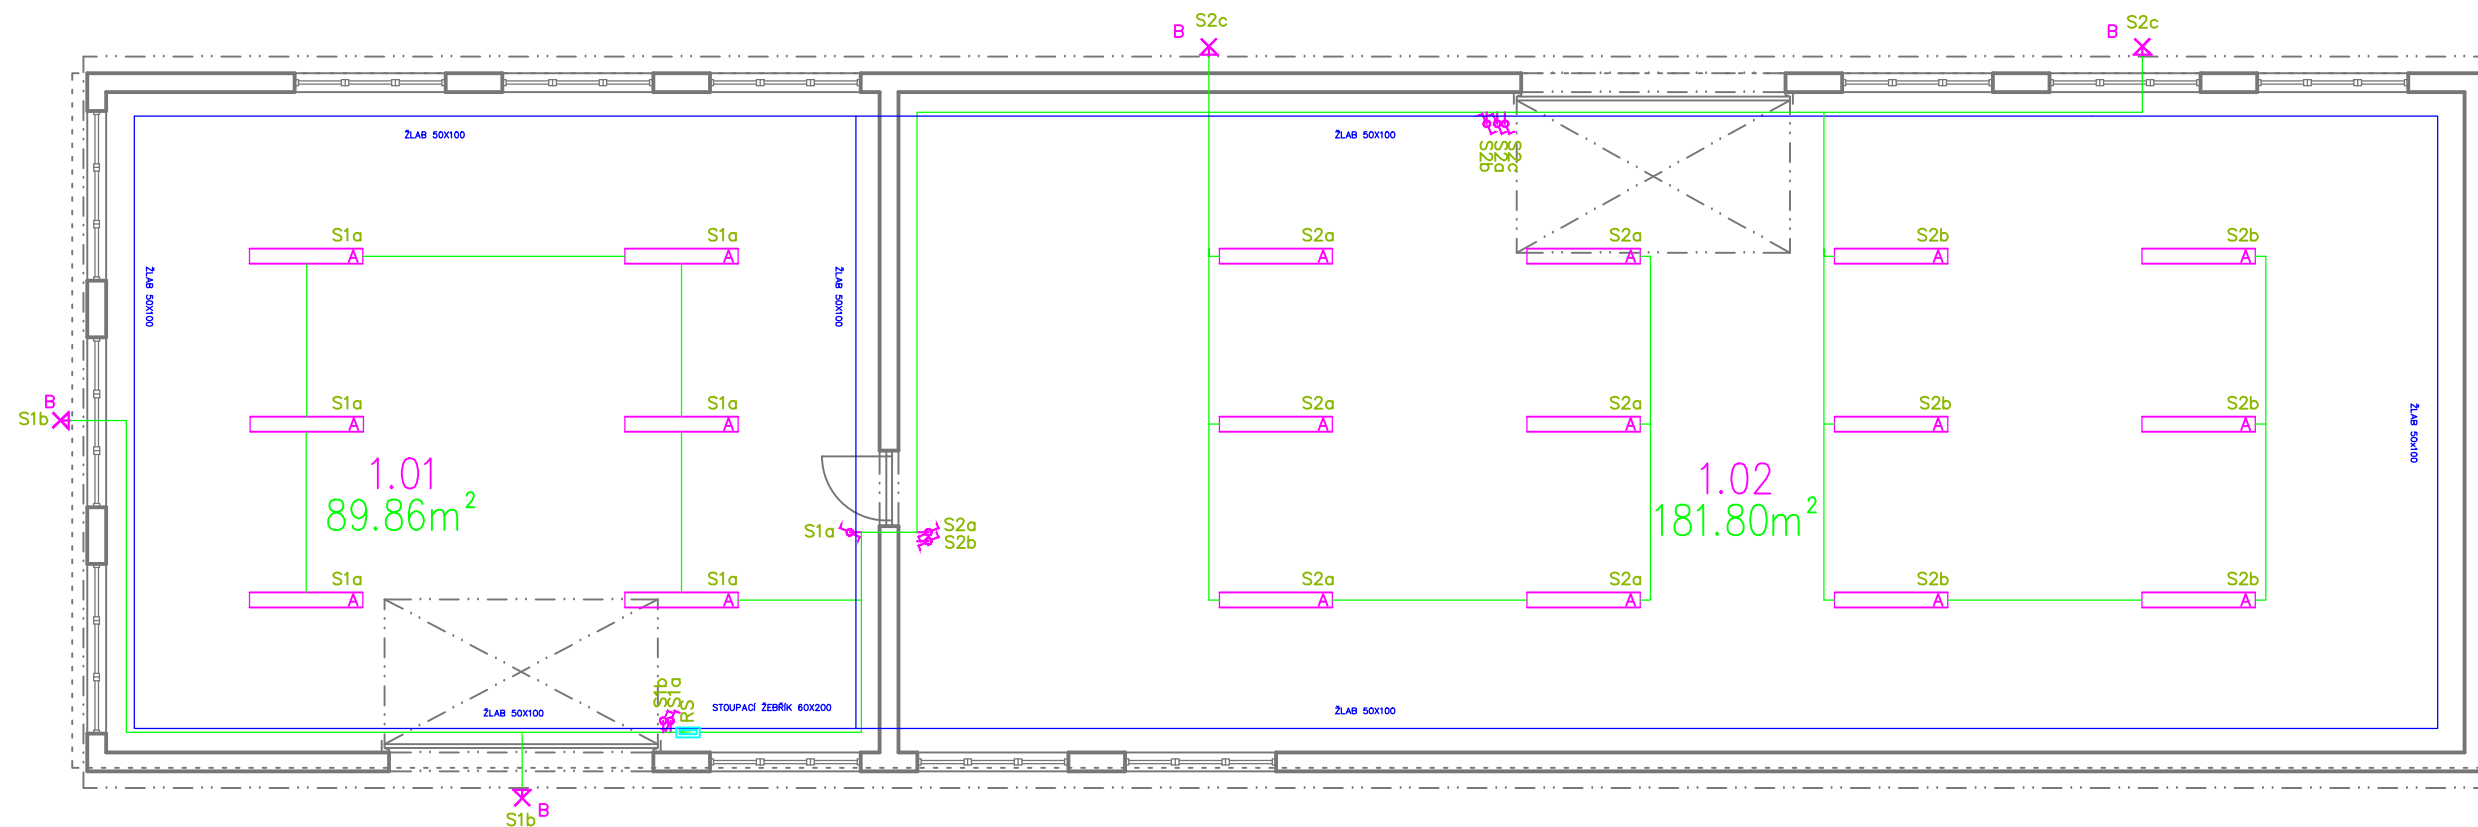 S2c
B
S2c
B
ŽLAB 50X100
ŽLAB 50X100
S2b
S2a
S2c
S1a
S1a
S2a
S2a
S2b
S2b
A
A
A
A
A
A
ŽLAB 50X100
ŽLAB 50X100
B
S1b
S1a
S1a
S2a
S2a
S2b
S2b
A
A
A
A
A
A
ŽLAB 50x100
1.01
89.86m²
1.02
181.80m²
S1a
S2a
S2b
S1a
S1a
S2a
S2a
S2b
S2b
A
A
A
A
A
A
S1b
S1a
RS
ŽLAB 50X100
STOUPACÍ ŽEBŘÍK 60X200
ŽLAB 50X100
B
S1b